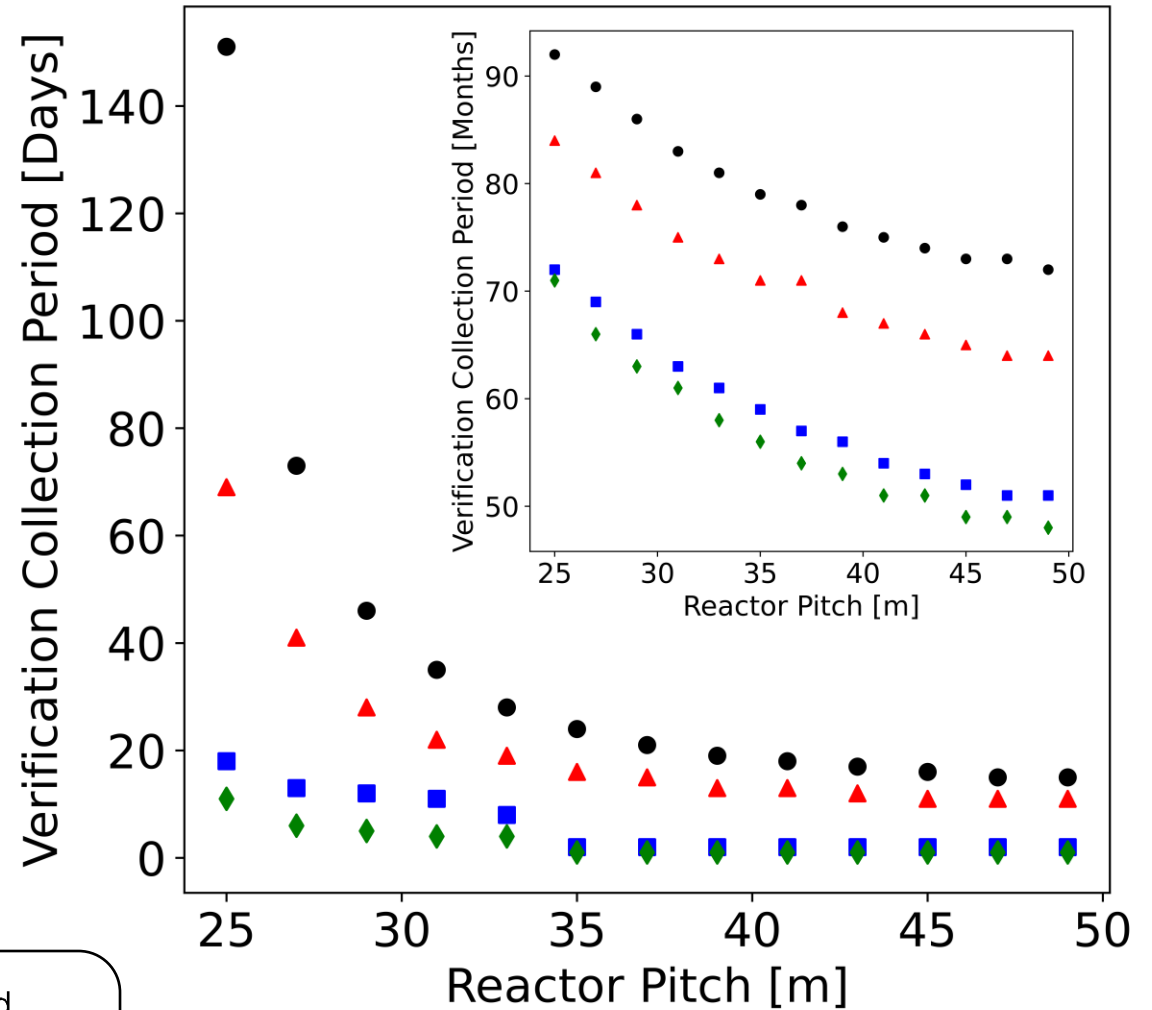 Verification Collection Period [Days]
140
120
100
80
60
40
20
0
25 30 35 40 45 50
Reactor Pitch [m]
Verification Collection Period [Months]
90
80
70
60
50
25 30 35 40 45 50
Reactor Pitch [m]